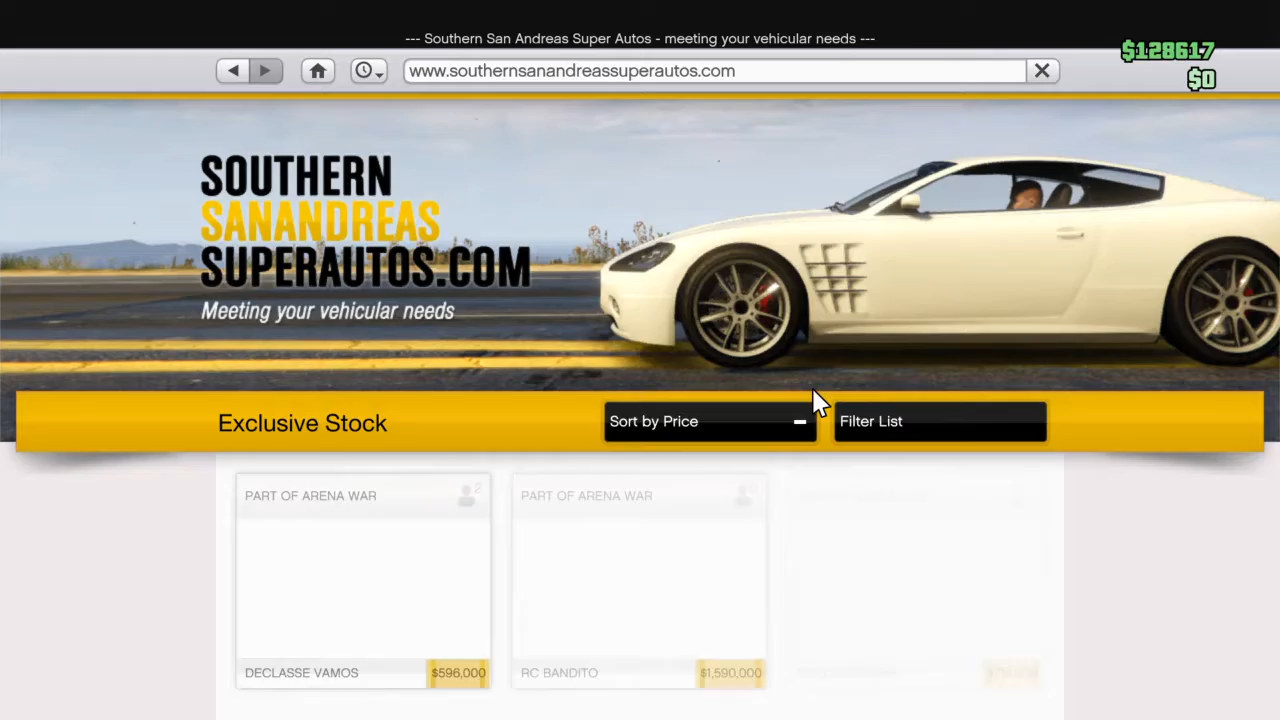 --- Southern San Andreas Super Autos - meeting your vehicular needs ---
$128617
$0
www.southernsanandreassuperautos.com
SOUTHERN
SANANDREAS
SUPERAUTOS.COM
Meeting your vehicular needs
Exclusive Stock
Sort by Price
Filter List
PART OF ARENA WAR 2
PART OF ARENA WAR
DECLASSE VAMOS $596,000
RC BANDITO $1,590,000